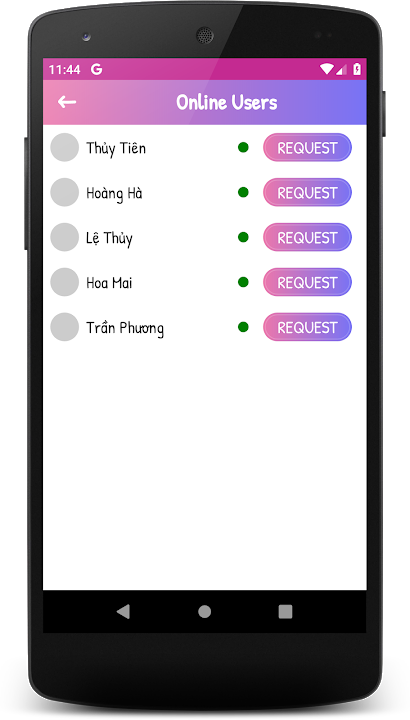 11:44 G
Online Users
Thủy Tiên REQUEST
Hoàng Hà REQUEST
Lệ Thủy REQUEST
Hoa Mai REQUEST
Trần Phương REQUEST